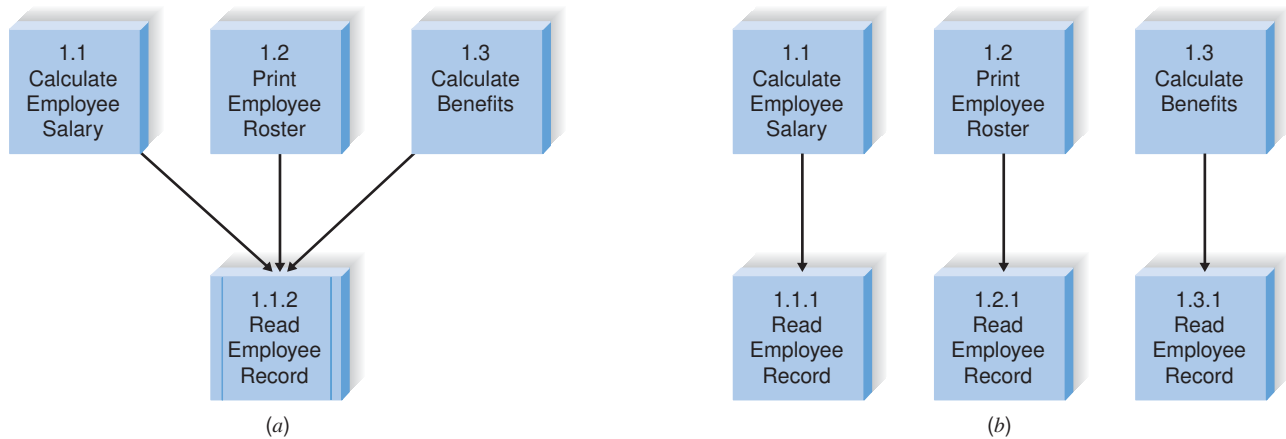 1.1
Calculate
Employee
Salary
1.2
Print
Employee
Roster
1.3
Calculate
Benefits
1.1.2
Read
Employee
Record
(a)
1.1
Calculate
Employee
Salary
1.2
Print
Employee
Roster
1.3
Calculate
Benefits
1.1.1
Read
Employee
Record
1.2.1
Read
Employee
Record
1.3.1
Read
Employee
Record
(b)